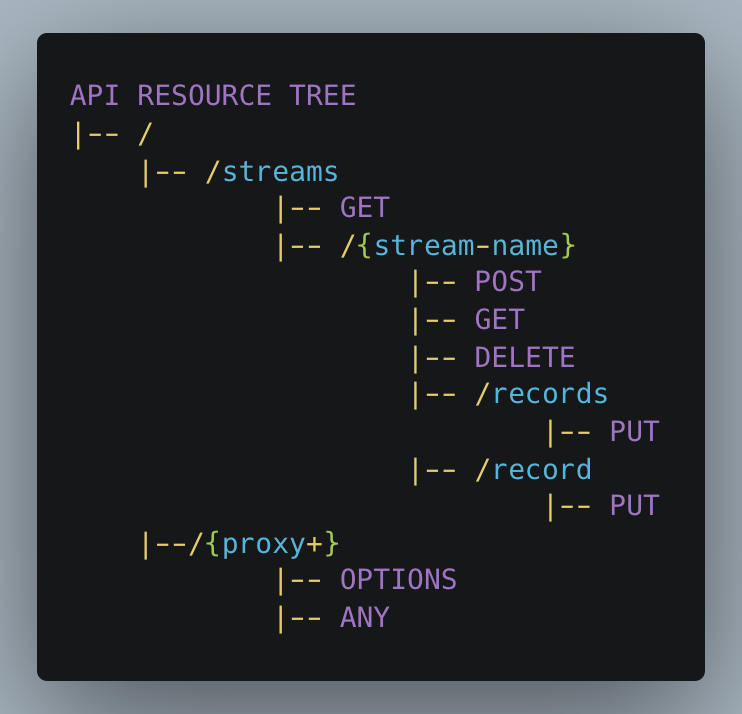 API RESOURCE TREE
|-- /
    |-- /streams
            |-- GET
            |-- /{stream-name}
                    |-- POST
                    |-- GET
                    |-- DELETE
                    |-- /records
                            |-- PUT
                    |-- /record
                            |-- PUT
    |--/{proxy+}
            |-- OPTIONS
            |-- ANY